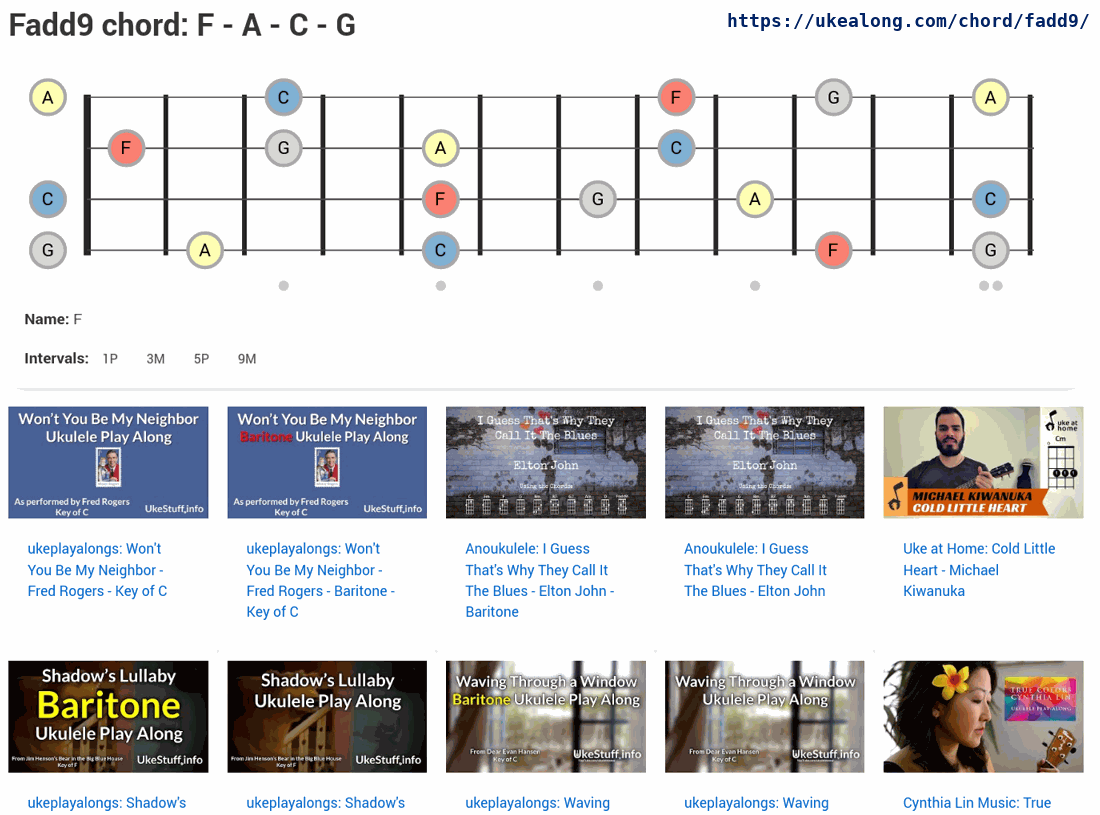 Fadd9 chord: F - A - C - G
https://ukealong.com/chord/fadd9/
A C F G A
F G A C
C F G A C
G A C F G
Name: F
Intervals: 1P 3M 5P 9M
Won't You Be My Neighbor
Ukulele Play Along
As performed by Fred Rogers
Key of C
UkeStuff.info
Won't You Be My Neighbor
Baritone Ukulele Play Along
As performed by Fred Rogers
Key of C
UkeStuff.info
I Guess That's Why They
Call It The Blues
Elton John
Using the Chords
I Guess That's Why They
Call It The Blues
Elton John
Using the Chords
uke at
home
Cm
MICHAEL KIWANUKA
COLD LITTLE HEART
ukeplayalongs: Won't
You Be My Neighbor -
Fred Rogers - Key of C
ukeplayalongs: Won't
You Be My Neighbor -
Fred Rogers - Baritone -
Key of C
Anoukulele: I Guess
That's Why They Call It
The Blues - Elton John -
Baritone
Anoukulele: I Guess
That's Why They Call It
The Blues - Elton John
Uke at Home: Cold Little
Heart - Michael
Kiwanuka
Shadow's Lullaby
Baritone
Ukulele Play Along
From Jim Henson's Bear in the Big Blue House
Key of F
UkeStuff.info
Shadow's Lullaby
Ukulele Play Along
From Jim Henson's Bear in the Big Blue House
Key of F
UkeStuff.info
Waving Through a Window
Baritone Ukulele Play Along
From Dear Evan Hansen
Key of C
UkeStuff.info
Waving Through a Window
Ukulele Play Along
From Dear Evan Hansen
Key of C
UkeStuff.info
TRUE COLORS
CYNTHIA LIN
UKULELE PLAY-ALONG
ukeplayalongs: Shadow's
ukeplayalongs: Shadow's
ukeplayalongs: Waving
ukeplayalongs: Waving
Cynthia Lin Music: True